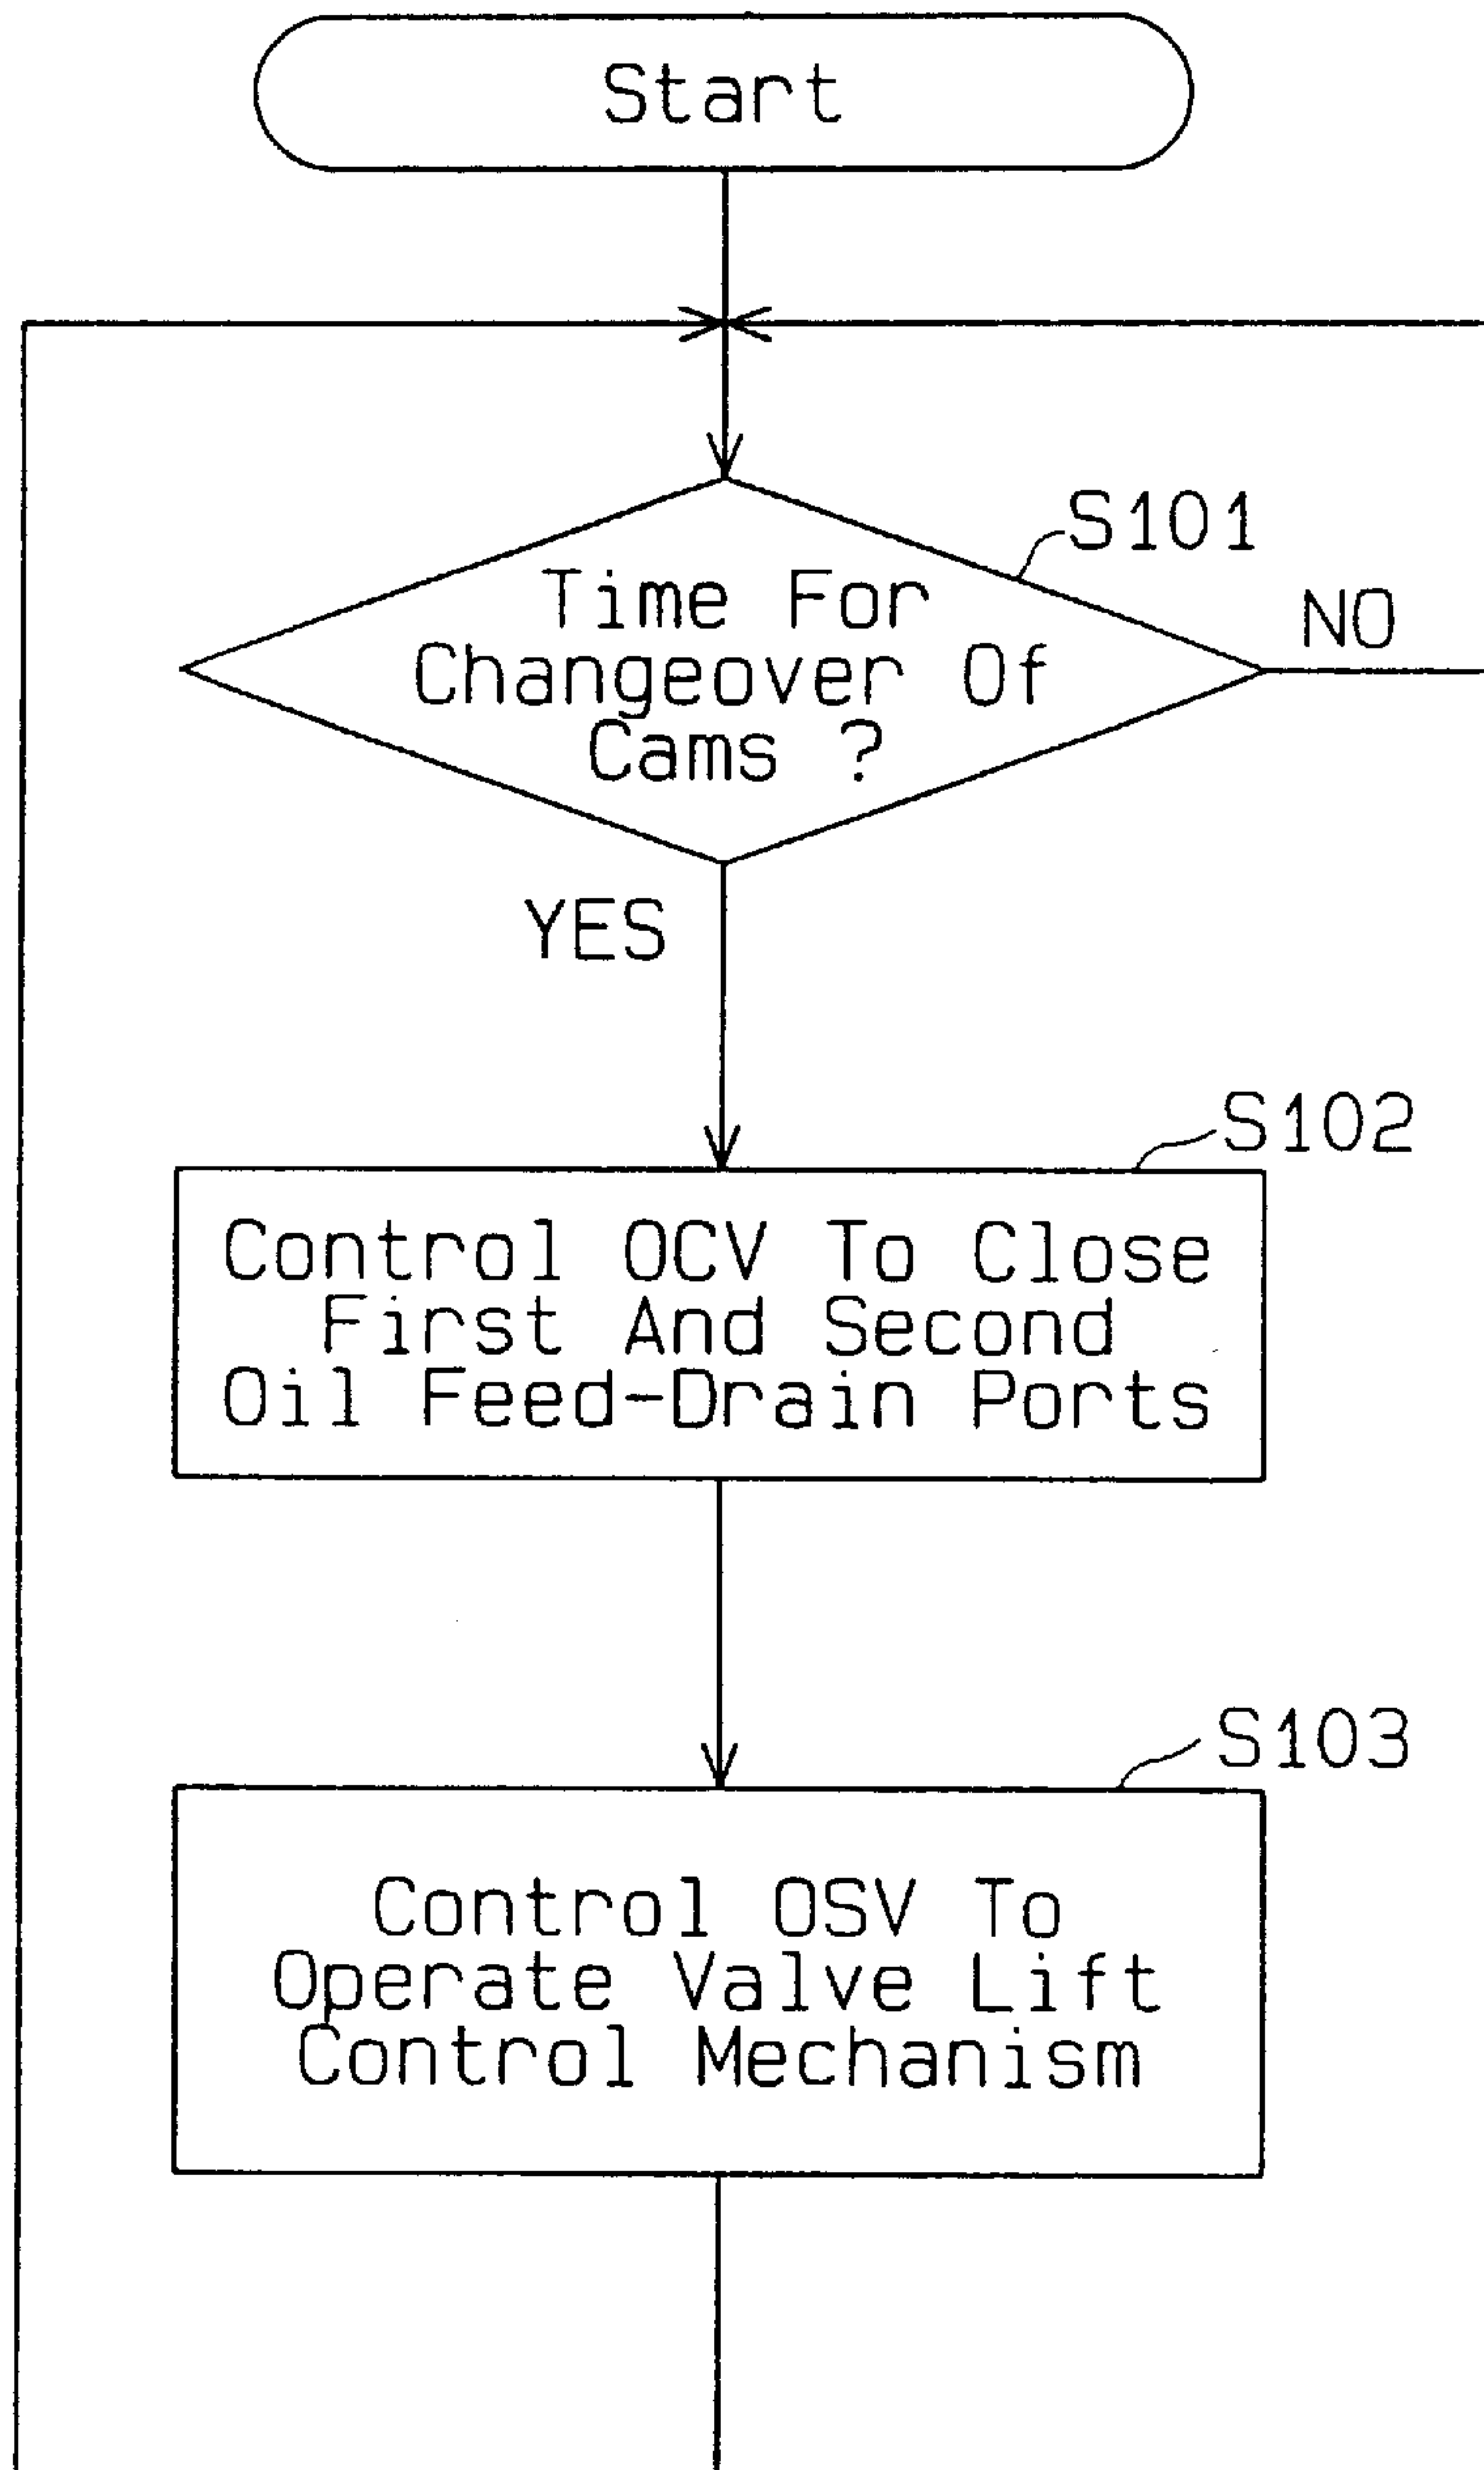 Start
S101
Time For
Changeover Of
Cams ?
NO
YES
S102
Control OCV To Close
First And Second
Oil Feed-Drain Ports
S103
Control OSV To
Operate Valve Lift
Control Mechanism